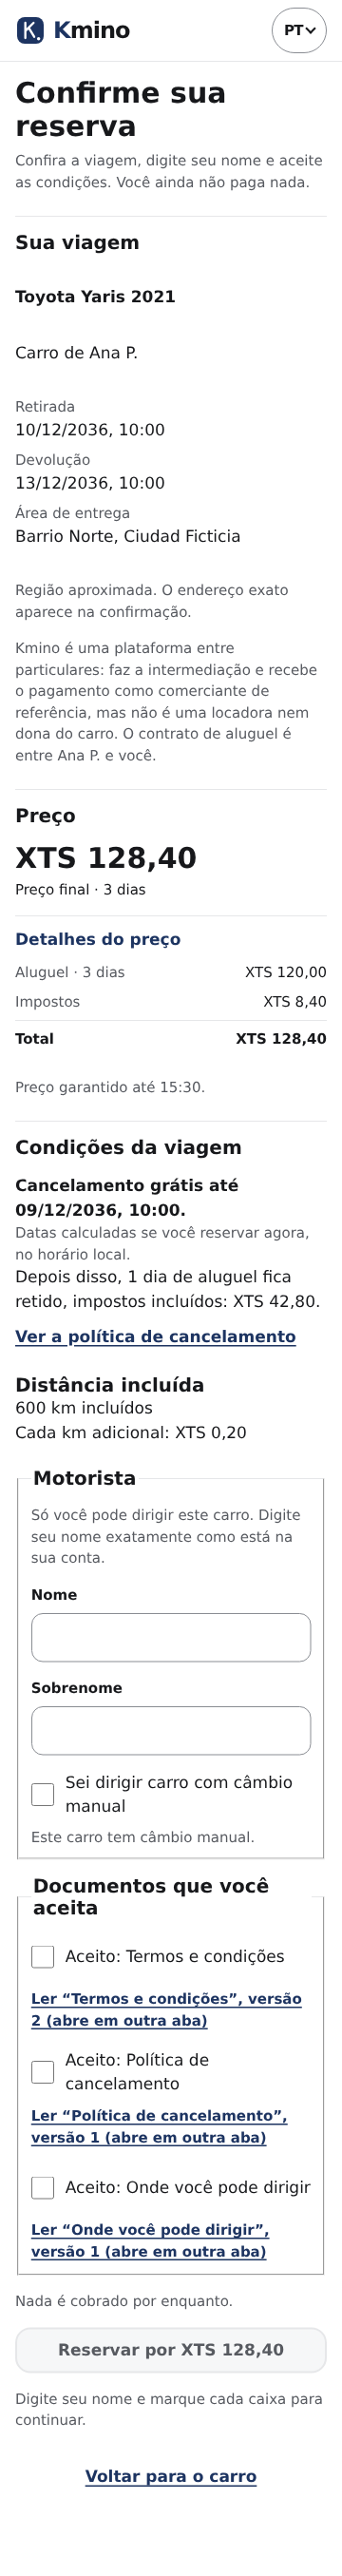 Kmino
PT
Confirme sua
reserva
Confira a viagem, digite seu nome e aceite
as condições. Você ainda não paga nada.
Sua viagem
Toyota Yaris 2021
Carro de Ana P.
Retirada
10/12/2036, 10:00
Devolução
13/12/2036, 10:00
Área de entrega
Barrio Norte, Ciudad Ficticia
Região aproximada. O endereço exato
aparece na confirmação.
Kmino é uma plataforma entre
particulares: faz a intermediação e recebe
o pagamento como comerciante de
referência, mas não é uma locadora nem
dona do carro. O contrato de aluguel é
entre Ana P. e você.
Preço
XTS 128,40
Preço final · 3 dias
Detalhes do preço
Aluguel · 3 dias XTS 120,00
Impostos XTS 8,40
Total XTS 128,40
Preço garantido até 15:30.
Condições da viagem
Cancelamento grátis até
09/12/2036, 10:00.
Datas calculadas se você reservar agora,
no horário local.
Depois disso, 1 dia de aluguel fica
retido, impostos incluídos: XTS 42,80.
Ver a política de cancelamento
Distância incluída
600 km incluídos
Cada km adicional: XTS 0,20
Motorista
Só você pode dirigir este carro. Digite
seu nome exatamente como está na
sua conta.
Nome
Sobrenome
Sei dirigir carro com câmbio
manual
Este carro tem câmbio manual.
Documentos que você
aceita
Aceito: Termos e condições
Ler “Termos e condições”, versão
2 (abre em outra aba)
Aceito: Política de
cancelamento
Ler “Política de cancelamento”,
versão 1 (abre em outra aba)
Aceito: Onde você pode dirigir
Ler “Onde você pode dirigir”,
versão 1 (abre em outra aba)
Nada é cobrado por enquanto.
Reservar por XTS 128,40
Digite seu nome e marque cada caixa para
continuar.
Voltar para o carro